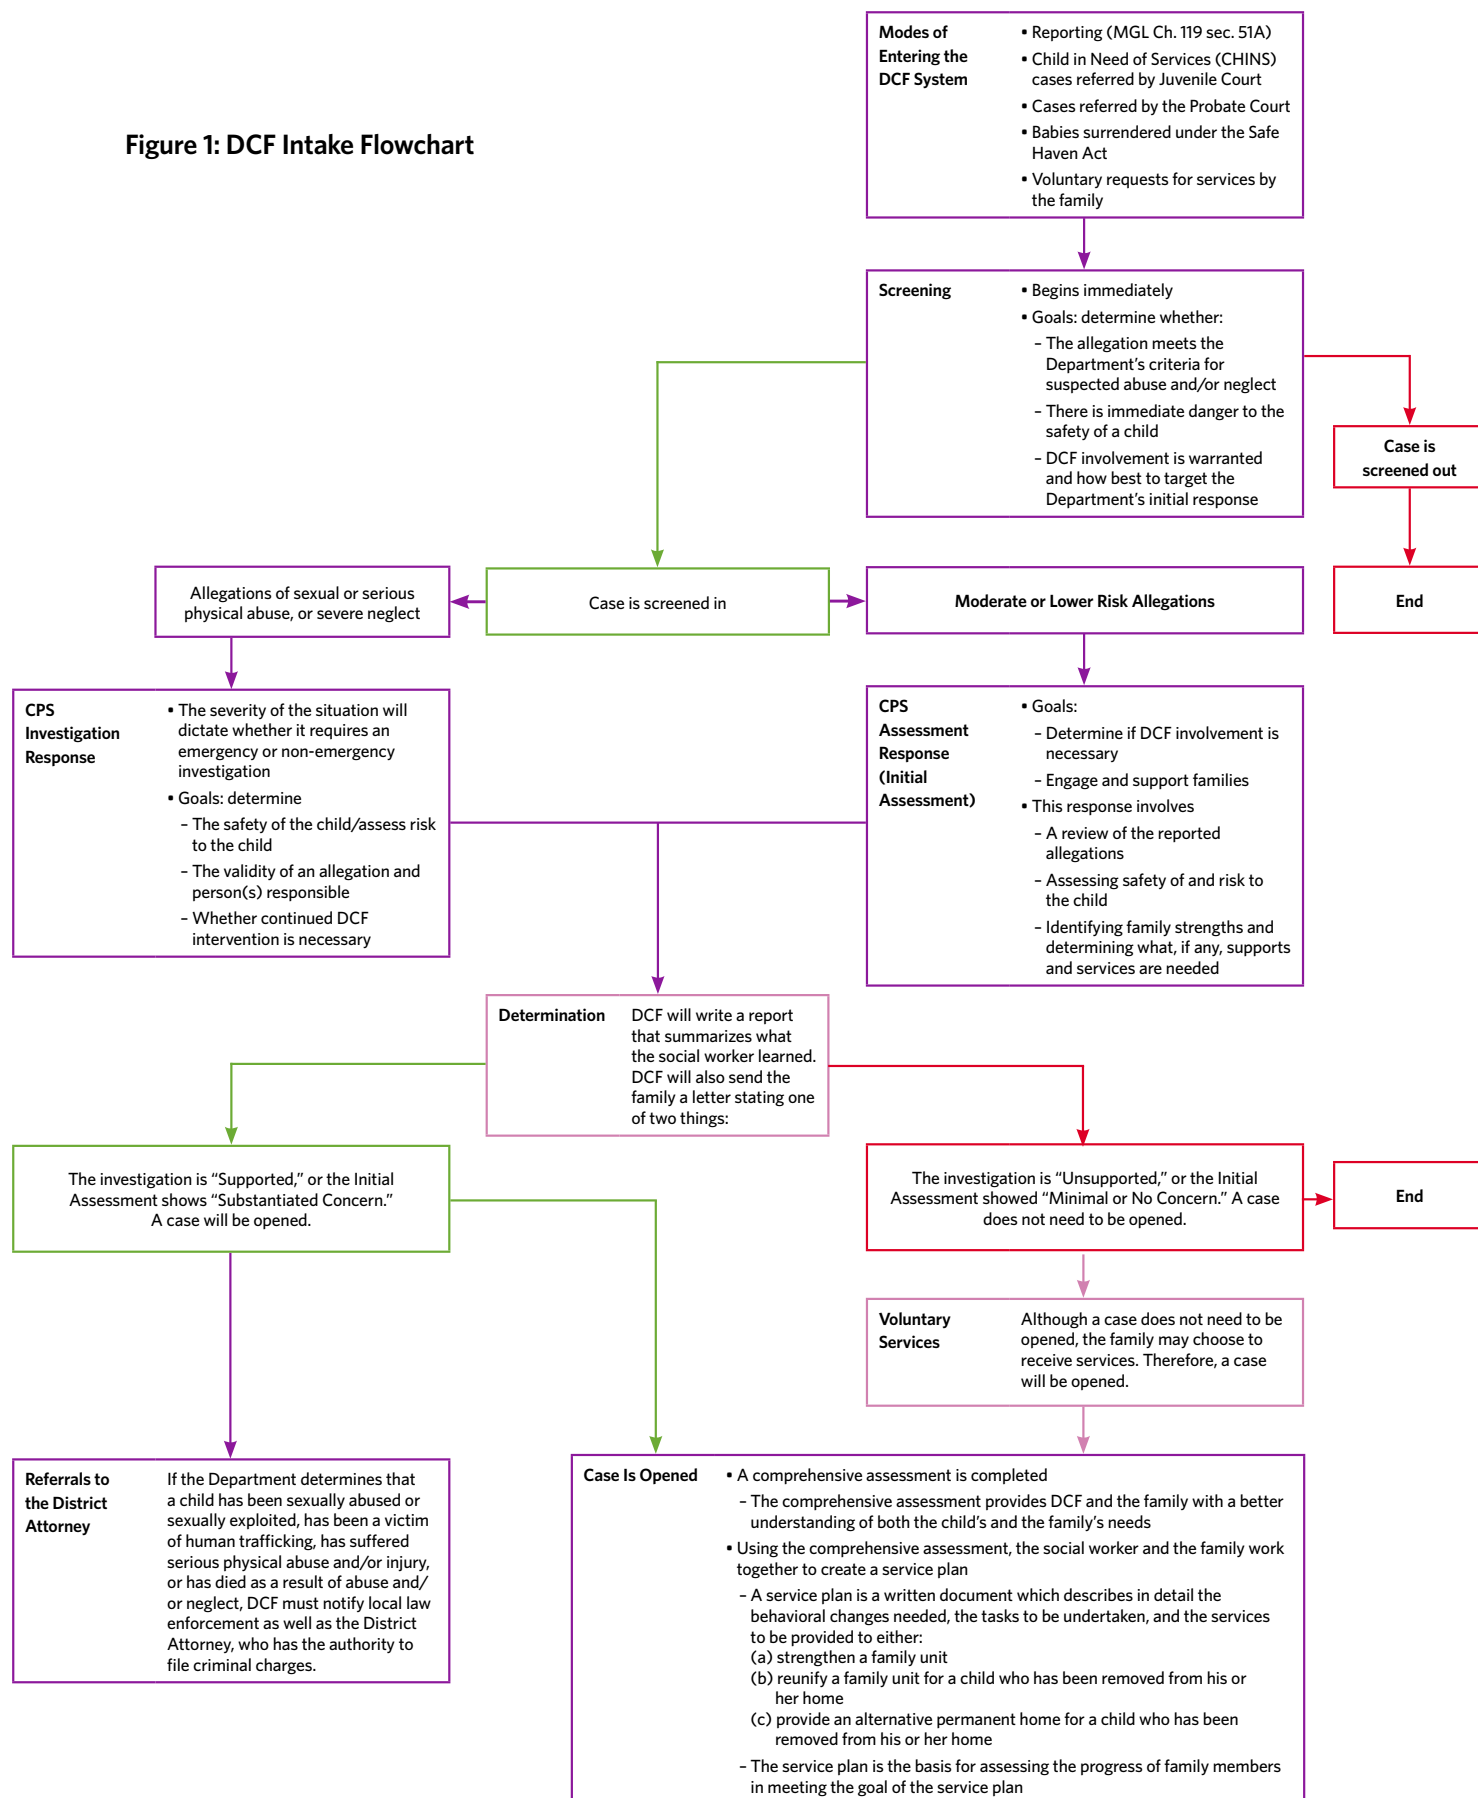 Figure 1: DCF Intake Flowchart
Modes of
Entering the
DCF System
• Reporting (MGL Ch. 119 sec. 51A)
• Child in Need of Services (CHINS)
cases referred by Juvenile Court
• Cases referred by the Probate Court
• Babies surrendered under the Safe
Haven Act
• Voluntary requests for services by
the family
Screening
• Begins immediately
• Goals: determine whether:
– The allegation meets the
Department’s criteria for
suspected abuse and/or neglect
– There is immediate danger to the
safety of a child
– DCF involvement is warranted
and how best to target the
Department’s initial response
Case is
screened out
End
Allegations of sexual or serious
physical abuse, or severe neglect
Case is screened in
Moderate or Lower Risk Allegations
CPS
Investigation
Response
• The severity of the situation will
dictate whether it requires an
emergency or non-emergency
investigation
• Goals: determine
– The safety of the child/assess risk
to the child
– The validity of an allegation and
person(s) responsible
– Whether continued DCF
intervention is necessary
CPS
Assessment
Response
(Initial
Assessment)
• Goals:
– Determine if DCF involvement is
necessary
– Engage and support families
• This response involves
– A review of the reported
allegations
– Assessing safety of and risk to
the child
– Identifying family strengths and
determining what, if any, supports
and services are needed
Determination
DCF will write a report
that summarizes what
the social worker learned.
DCF will also send the
family a letter stating one
of two things:
The investigation is “Supported,” or the Initial
Assessment shows “Substantiated Concern.”
A case will be opened.
The investigation is “Unsupported,” or the Initial
Assessment showed “Minimal or No Concern.” A case
does not need to be opened.
End
Voluntary
Services
Although a case does not need to be
opened, the family may choose to
receive services. Therefore, a case
will be opened.
Referrals to
the District
Attorney
If the Department determines that
a child has been sexually abused or
sexually exploited, has been a victim
of human trafficking, has suffered
serious physical abuse and/or injury,
or has died as a result of abuse and/
or neglect, DCF must notify local law
enforcement as well as the District
Attorney, who has the authority to
file criminal charges.
Case Is Opened
• A comprehensive assessment is completed
– The comprehensive assessment provides DCF and the family with a better
understanding of both the child’s and the family’s needs
• Using the comprehensive assessment, the social worker and the family work
together to create a service plan
– A service plan is a written document which describes in detail the
behavioral changes needed, the tasks to be undertaken, and the services
to be provided to either:
(a) strengthen a family unit
(b) reunify a family unit for a child who has been removed from his or
her home
(c) provide an alternative permanent home for a child who has been
removed from his or her home
– The service plan is the basis for assessing the progress of family members
in meeting the goal of the service plan